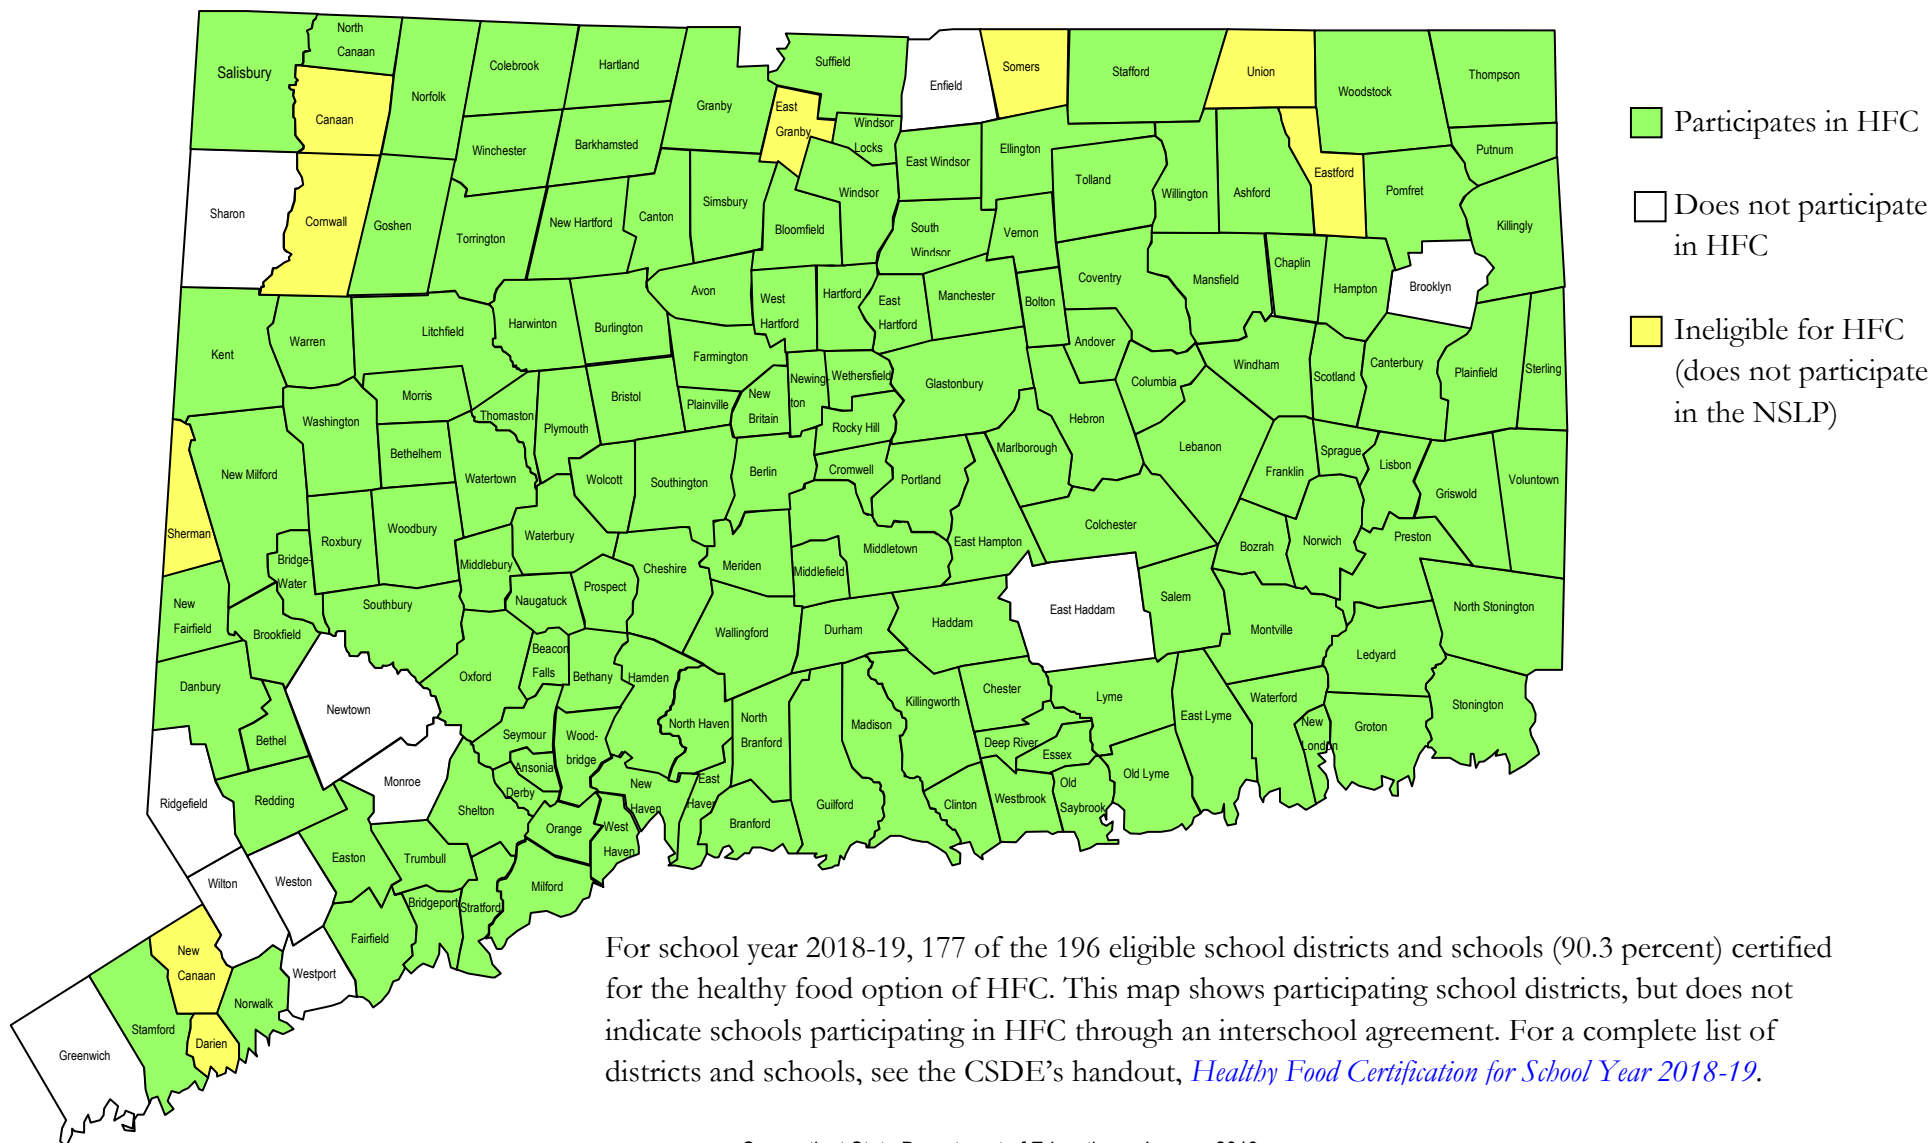 North
Canaan
Salisbury
Colebrook
Hartland
Suffield
Enfield
Somers
Stafford
Union
Woodstock
Thompson
Norfolk
Canaan
Granby
East
Granby
Windsor
Locks
Winchester
Barkhamsted
East Windsor
Ellington
Putnum
Tolland
Willington
Ashford
Eastford
Pomfret
Windsor
Sharon
Cornwall
Goshen
Torrington
New Hartford
Canton
Simsbury
Bloomfield
South
Windsor
Vernon
Killingly
Coventry
Mansfield
Chaplin
Hampton
Brooklyn
Avon
West
Hartford
Hartford
East
Hartford
Manchester
Bolton
Kent
Warren
Litchfield
Harwinton
Burlington
Farmington
Andover
Windham
Scotland
Canterbury
Plainfield
Sterling
Morris
Bristol
Plainville
New
Britain
Newing-
ton
Wethersfield
Glastonbury
Columbia
Washington
Thomaston
Plymouth
Rocky Hill
Hebron
Marlborough
Lebanon
Bethelhem
Watertown
Wolcott
Southington
Berlin
Cromwell
Portland
Franklin
Sprague
Lisbon
Griswold
Voluntown
New Milford
Sherman
Roxbury
Woodbury
Waterbury
Colchester
Bozrah
Norwich
Preston
Bridge-
Water
Middlebury
Cheshire
Meriden
Middlefield
Middletown
East Hampton
New
Fairfield
Southbury
Naugatuck
Prospect
East Haddam
Salem
North Stonington
Brookfield
Wallingford
Durham
Haddam
Montville
Ledyard
Danbury
Oxford
Beacon
Falls
Bethany
Hamden
Chester
Lyme
Waterford
Stonington
Newtown
Killingworth
East Lyme
New
London
Groton
Bethel
Seymour
Wood-
bridge
North Haven
North
Branford
Madison
Deep River
Essex
Old Lyme
Monroe
Ansonia
Derby
New
Haven
East
Haven
Ridgefield
Redding
Shelton
Guilford
Clinton
Westbrook
Old
Saybrook
Orange
West
Haven
Branford
Easton
Trumbull
Wilton
Weston
Milford
Bridgeport
Stratford
Fairfield
New
Canaan
Westport
Norwalk
Stamford
Darien
Greenwich
Participates in HFC
Does not participate
in HFC
Ineligible for HFC
(does not participate
in the NSLP)
For school year 2018-19, 177 of the 196 eligible school districts and schools (90.3 percent) certified
for the healthy food option of HFC. This map shows participating school districts, but does not
indicate schools participating in HFC through an interschool agreement. For a complete list of
districts and schools, see the CSDE's handout, Healthy Food Certification for School Year 2018-19.